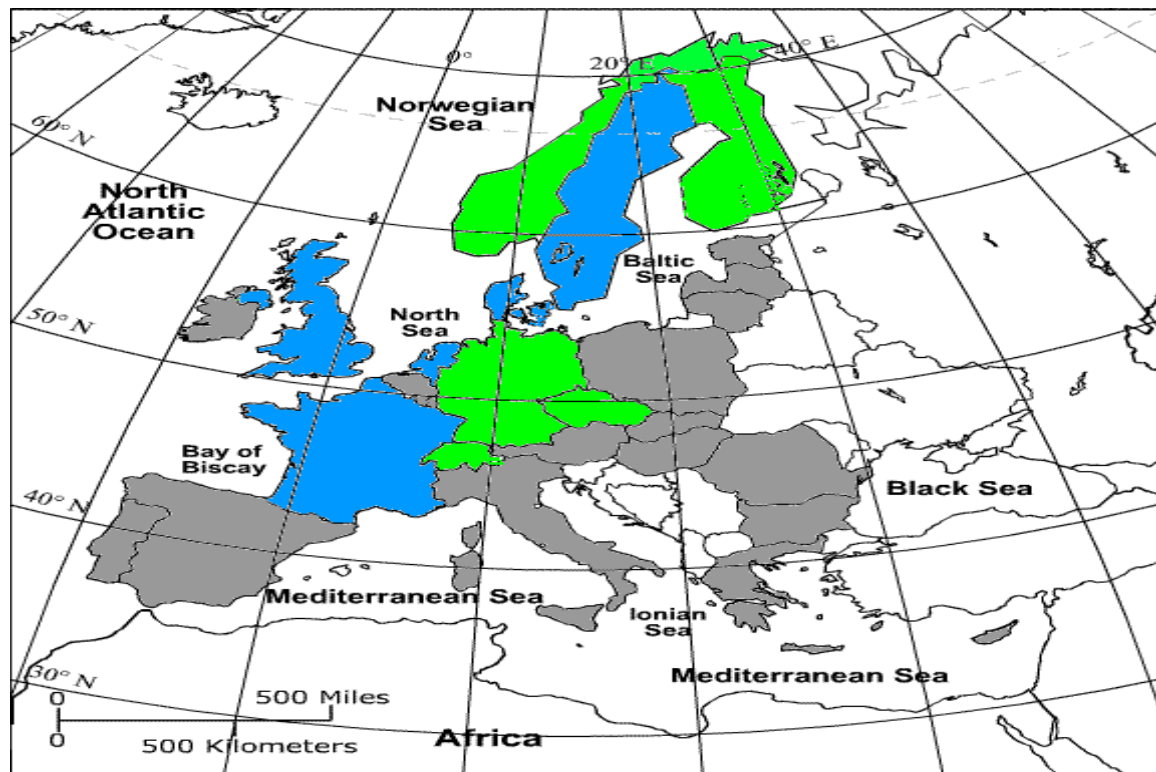 0°
20° E
40° E
Norwegian
Sea
60° N
North
Atlantic
Ocean
Baltic
Sea
North
Sea
50° N
Bay of
Biscay
Black Sea
40° N
Mediterranean Sea
Ionian
Sea
Mediterranean Sea
30° N
0
500 Miles
0
500 Kilometers
Africa